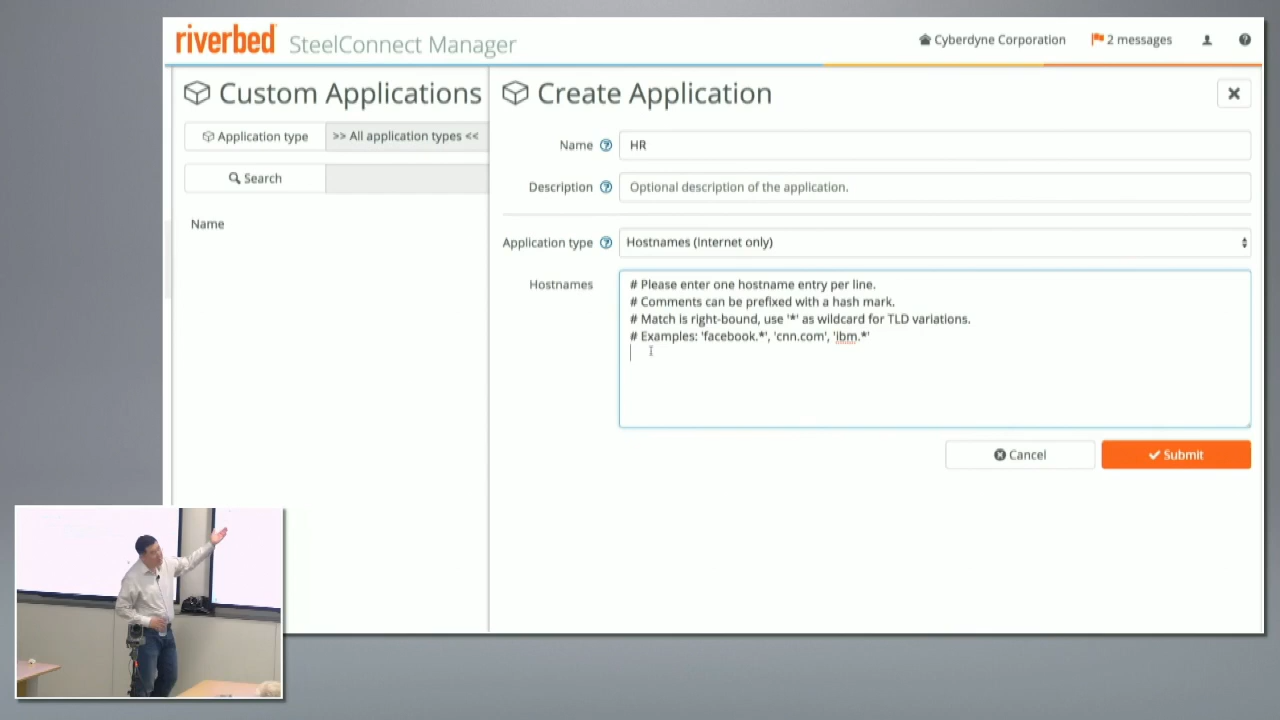 riverbed SteelConnect Manager
Cyberdyne Corporation
2 messages
Custom Applications
Application type
>> All application types <<
Search
Name
Create Application
Name
HR
Description
Optional description of the application.
Application type
Hostnames (Internet only)
Hostnames
# Please enter one hostname entry per line.
# Comments can be prefixed with a hash mark.
# Match is right-bound, use '*' as wildcard for TLD variations.
# Examples: 'facebook.*', 'cnn.com', 'ibm.*'
Cancel
Submit